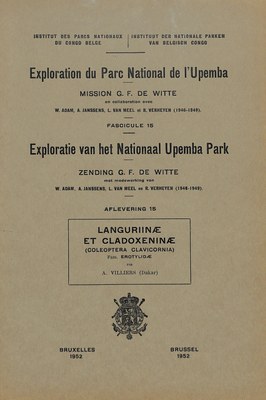 INSTITUT DES PARCS NATIONAUX
DU CONGO BELGE
INSTITUUT DER NATIONALE PARKEN
VAN BELGISCH CONGO
Exploration du Parc National de l'Upemba
MISSION G. F. DE WITTE
en collaboration avec
W. ADAM, A. JANSSENS, L. VAN MEEL et R. VERHEYEN (1946-1949).
FASCICULE 15
Exploratie van het Nationaal Upemba Park
ZENDING G. F. DE WITTE
met medewerking van
W. ADAM, A. JANSSENS, L. VAN MEEL en R. VERHEYEN (1946-1949).
AFLEVERING 15
LANGURIINÆ
ET CLADOXENINÆ
(COLEOPTERA CLAVICORNIA)
Fam. EROTYLIDÆ
PAR
A. VILLIERS (Dakar)
BRUXELLES
1952
BRUSSEL
1952